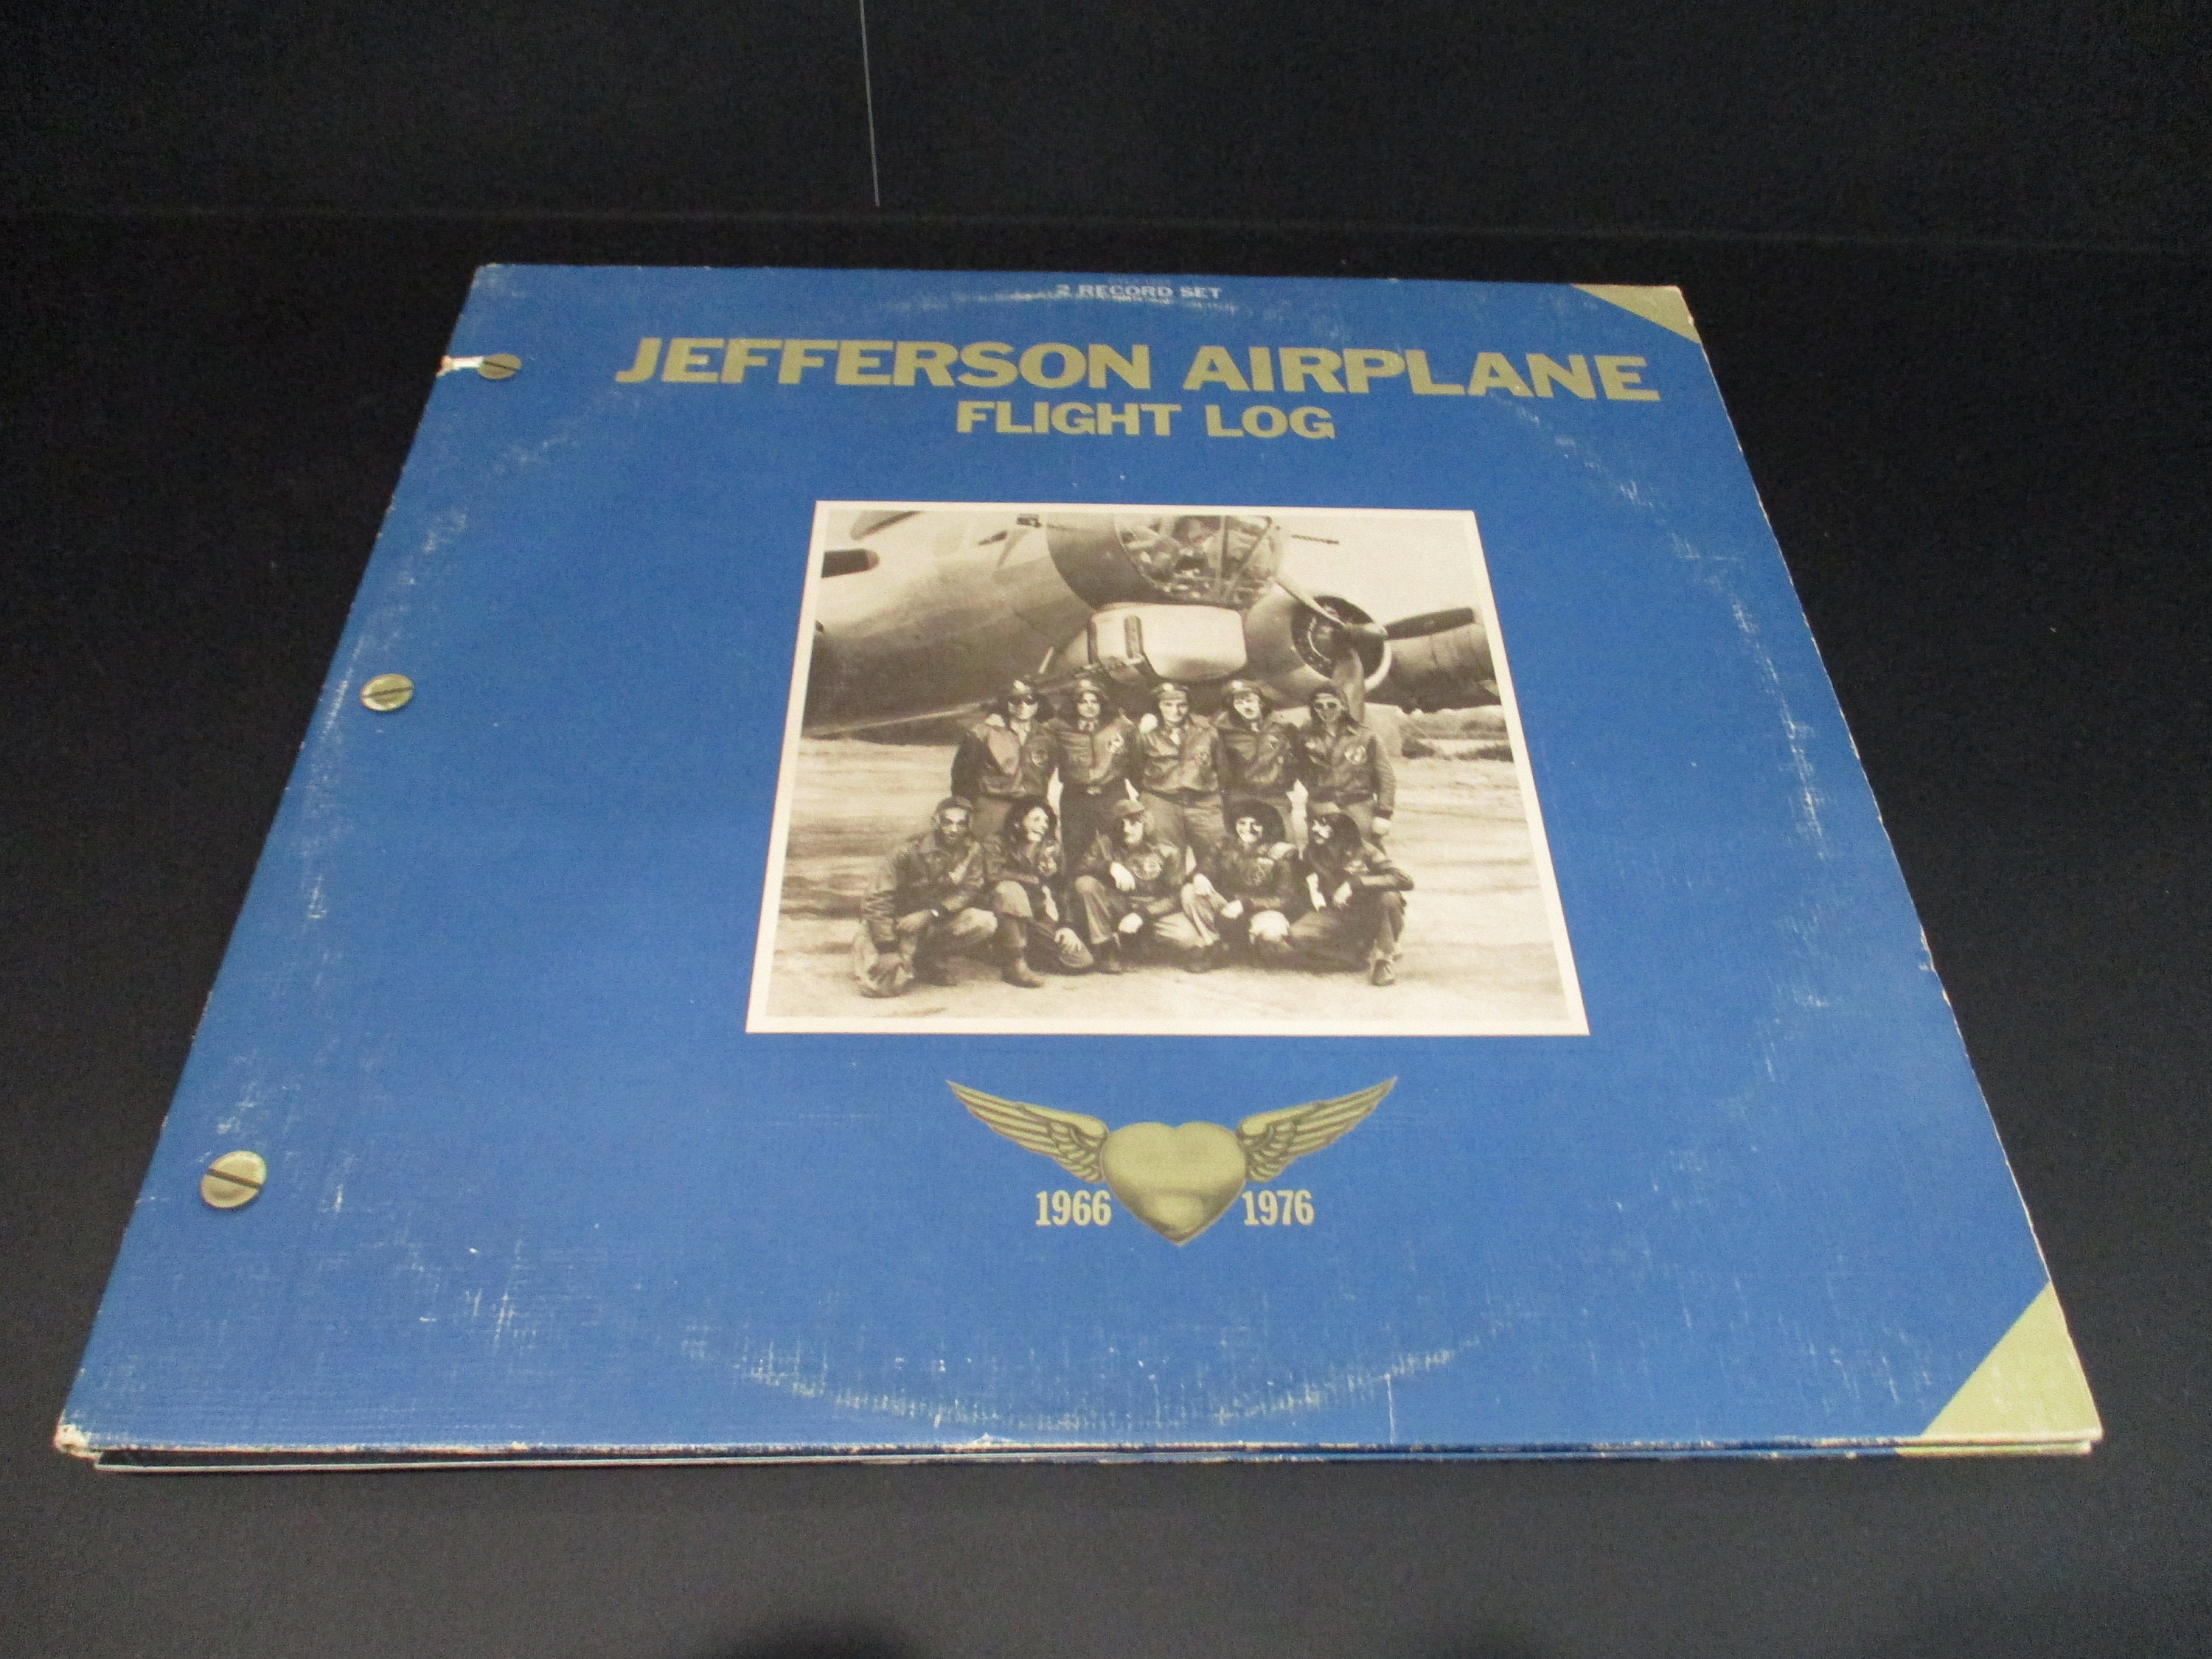 2 RECORD SET
JEFFERSON AIRPLANE
FLIGHT LOG
1966 1976